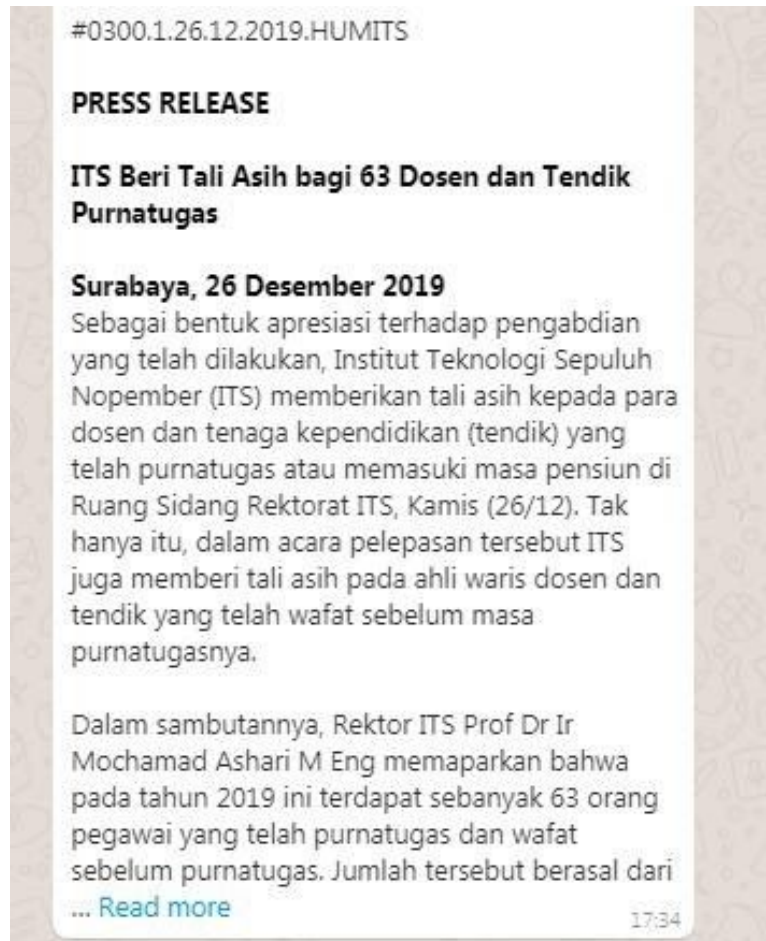 #0300.1.26.12.2019.HUMITS
PRESS RELEASE
ITS Beri Tali Asih bagi 63 Dosen dan Tendik
Purnatugas
Surabaya, 26 Desember 2019
Sebagai bentuk apresiasi terhadap pengabdian
yang telah dilakukan, Institut Teknologi Sepuluh
Nopember (ITS) memberikan tali asih kepada para
dosen dan tenaga kependidikan (tendik) yang
telah purnatugas atau memasuki masa pensiun di
Ruang Sidang Rektorat ITS, Kamis (26/12). Tak
hanya itu, dalam acara pelepasan tersebut ITS
juga memberi tali asih pada ahli waris dosen dan
tendik yang telah wafat sebelum masa
purnatugasnya.
Dalam sambutannya, Rektor ITS Prof Dr Ir
Mochamad Ashari M Eng memaparkan bahwa
pada tahun 2019 ini terdapat sebanyak 63 orang
pegawai yang telah purnatugas dan wafat
sebelum purnatugas. Jumlah tersebut berasal dari
... Read more
17:34